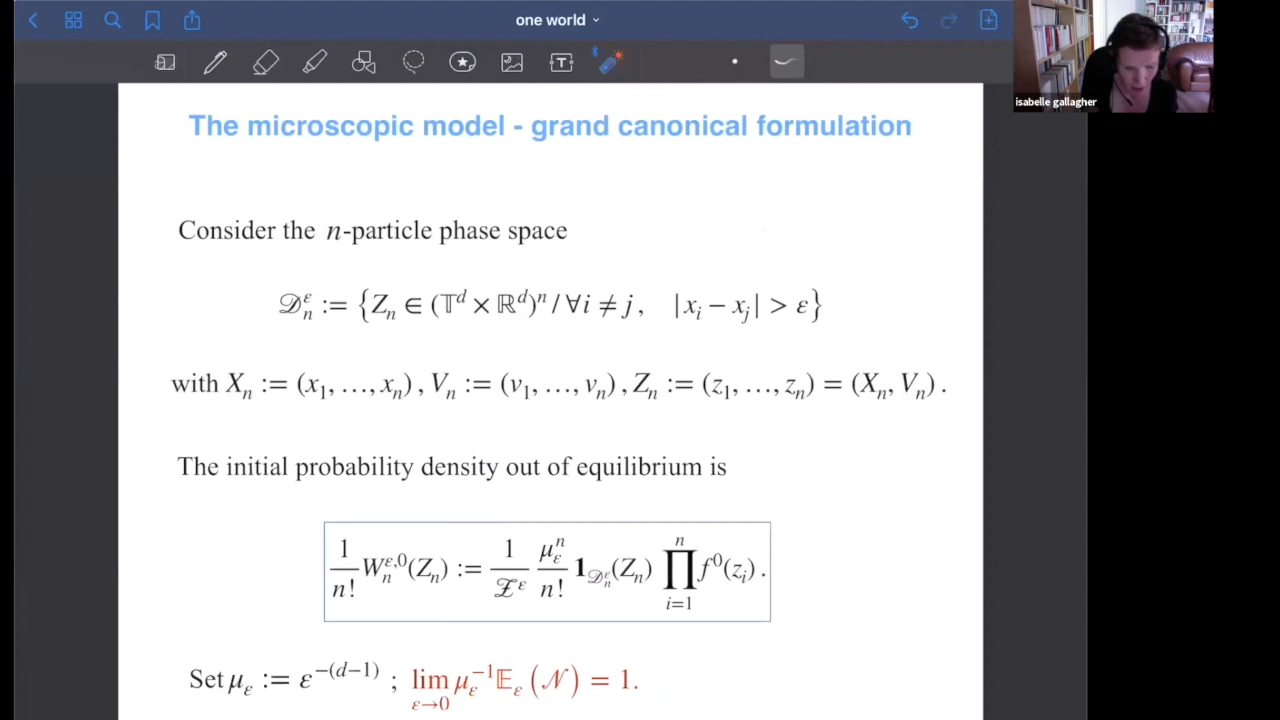 one world
isabelle gallagher
The microscopic model - grand canonical formulation
Consider the n-particle phase space
𝒟ₙ^ε := {Zₙ ∈ (𝕋^d × ℝ^d)^n / ∀i ≠ j, |x_i − x_j| > ε}
with Xₙ := (x₁, …, xₙ), Vₙ := (v₁, …, vₙ), Zₙ := (z₁, …, zₙ) = (Xₙ, Vₙ).
The initial probability density out of equilibrium is
1/n! Wₙ^{ε,0}(Zₙ) := 1/𝒵^ε μ_ε^n/n! 𝟏_{𝒟ₙ^ε}(Zₙ) ∏_{i=1}^n f⁰(z_i).
Set μ_ε := ε^{−(d−1)} ; lim_{ε→0} μ_ε^{−1} 𝔼_ε (𝒩) = 1.